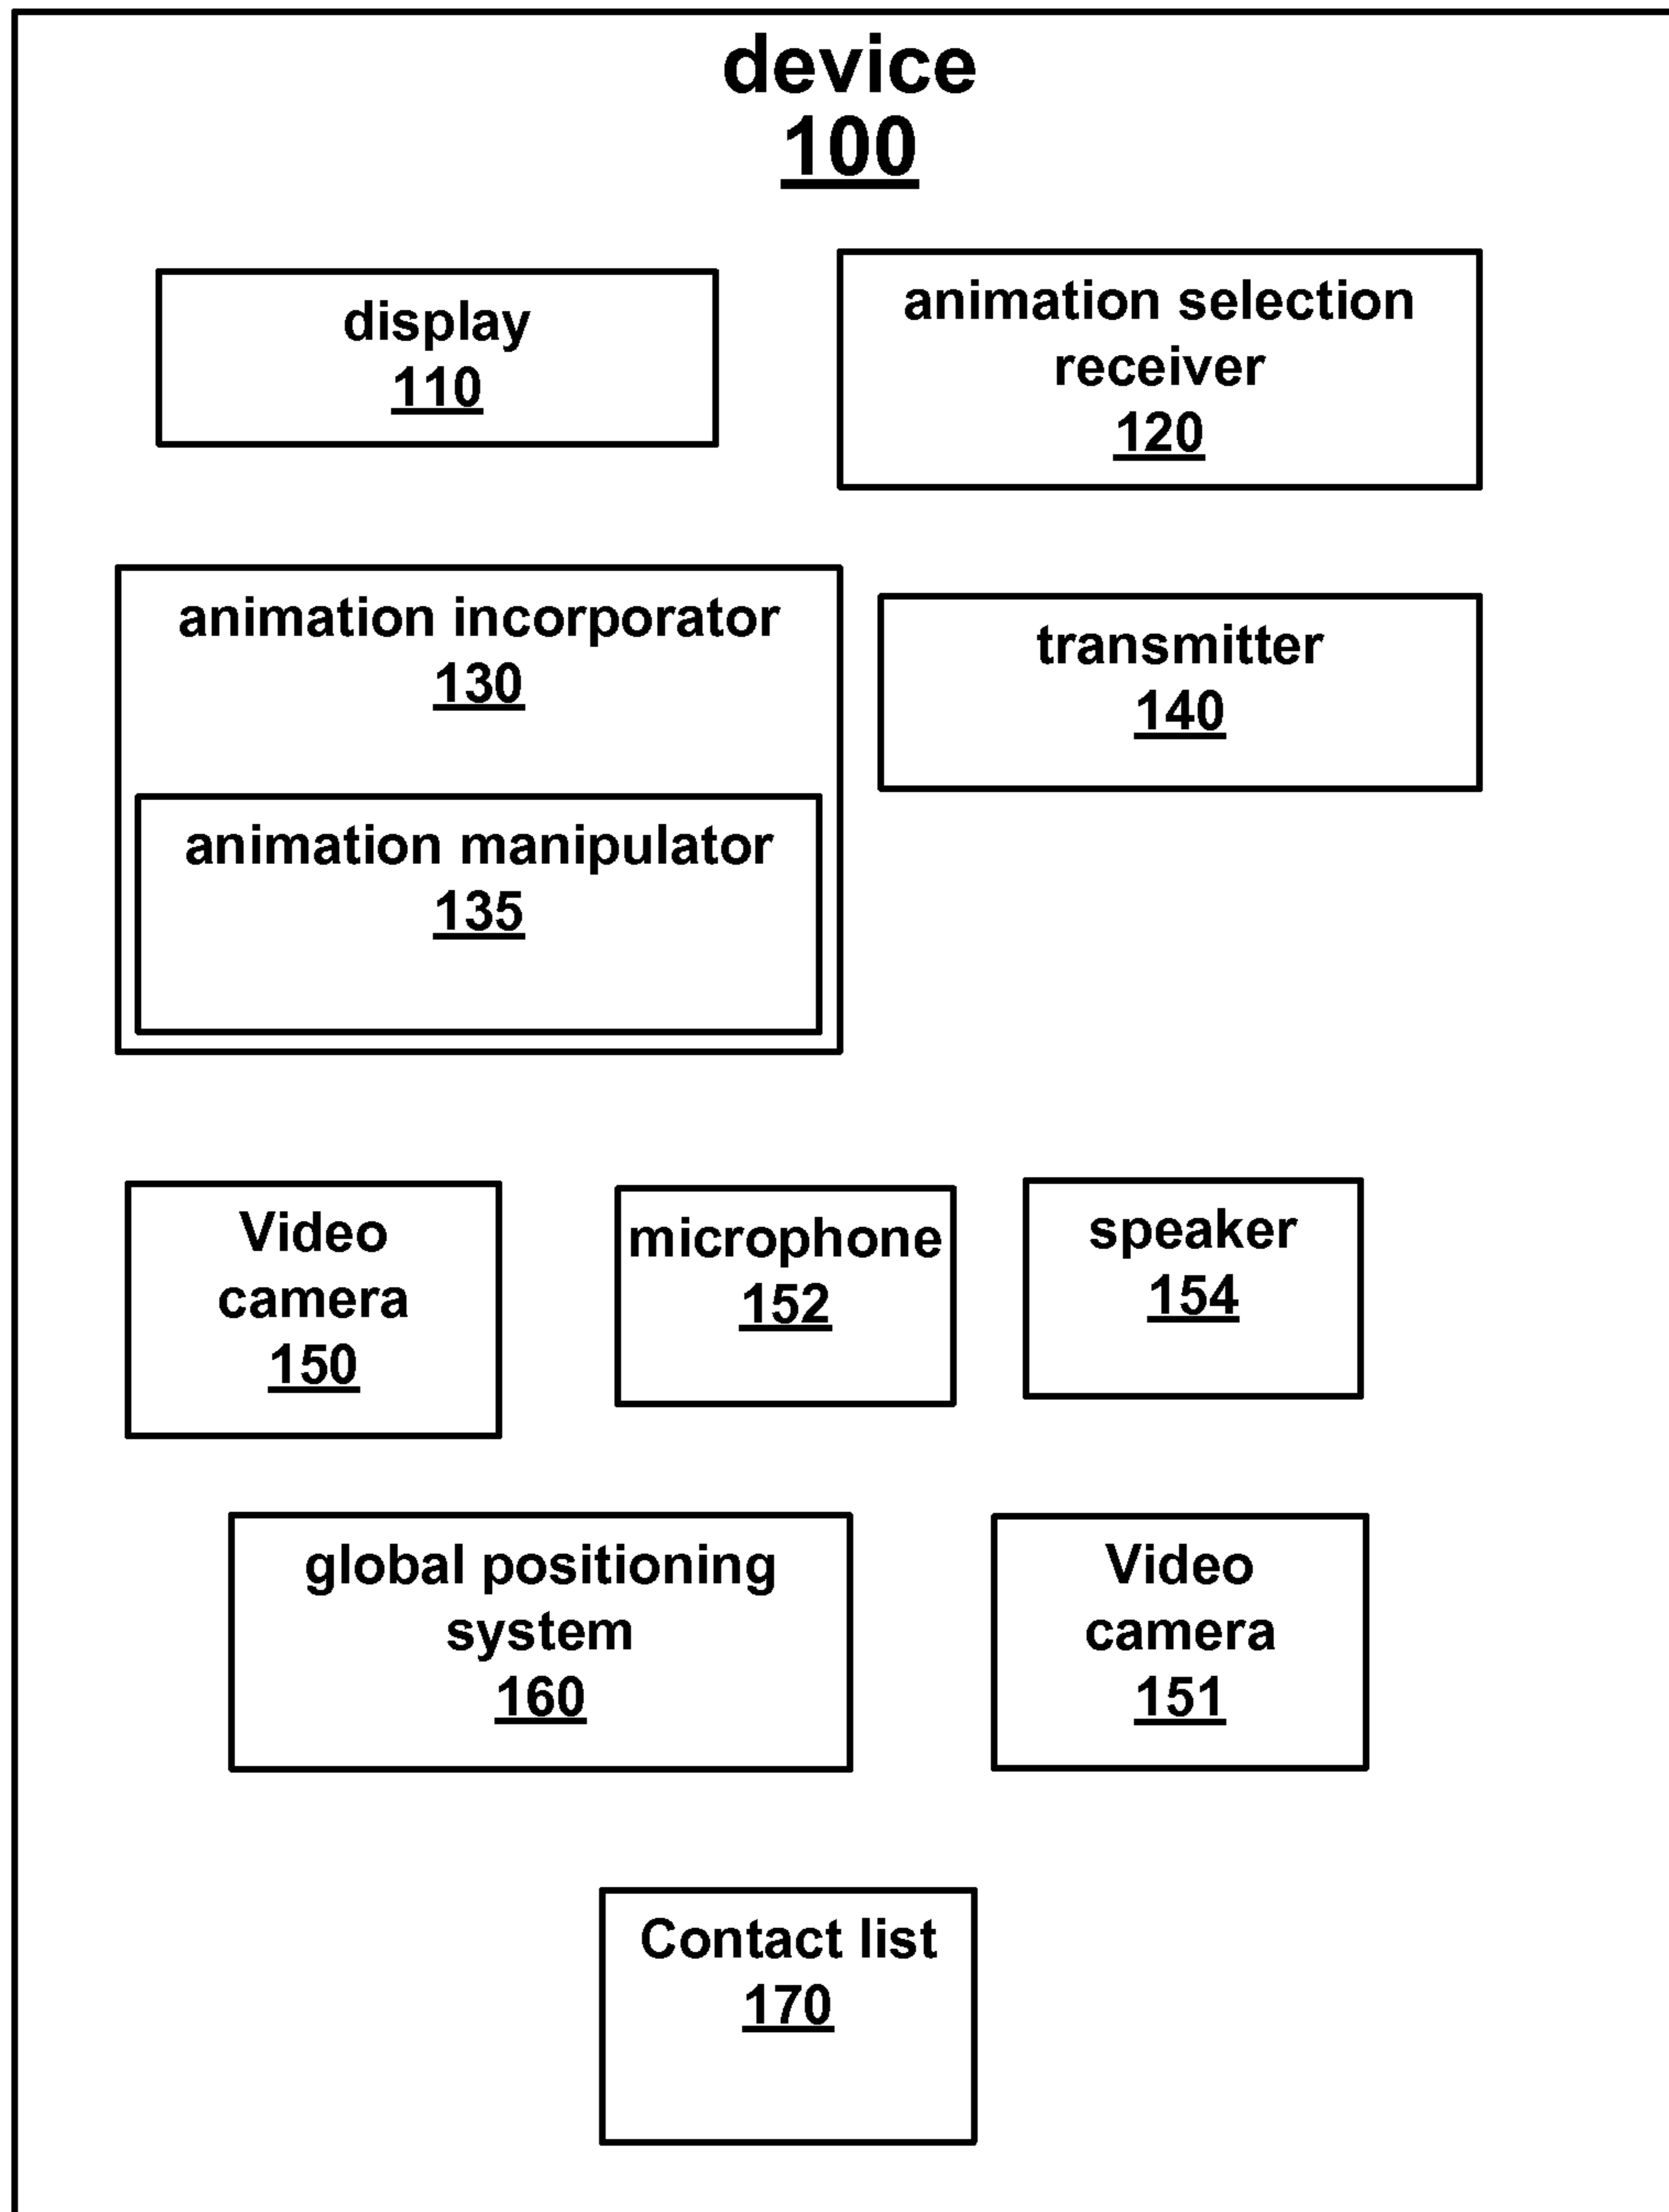 device
100
display
110
animation selection
receiver
120
animation incorporator
130
transmitter
140
animation manipulator
135
Video
camera
150
microphone
152
speaker
154
global positioning
system
160
Video
camera
151
Contact list
170